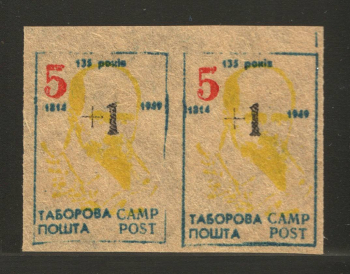 135 років
5
1814 1949
+1
ТАБОРОВА CAMP
ПОШТА POST
135 років
5
1814 1949
+1
ТАБОРОВА CAMP
ПОШТА POST